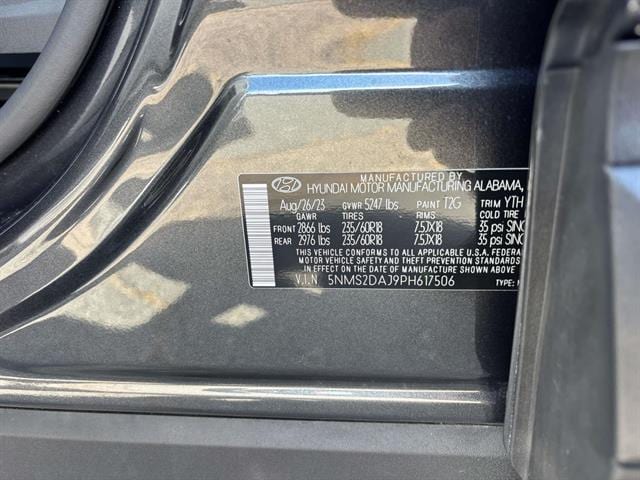 MANUFACTURED BY
HYUNDAI MOTOR MANUFACTURING ALABAMA,
Aug/26/23 GVWR 5247 lbs PAINT T2G TRIM YTH
GAWR TIRES RIMS COLD TIRE
FRONT 2866 lbs 235/60R18 7.5JX18 35 psi SING
REAR 2976 lbs 235/60R18 7.5JX18 35 psi SING
THIS VEHICLE CONFORMS TO ALL APPLICABLE U.S.A. FEDERAL
MOTOR VEHICLE SAFETY AND THEFT PREVENTION STANDARDS
IN EFFECT ON THE DATE OF MANUFACTURE SHOWN ABOVE.
V.I.N 5NMS2DAJ9PH617506 TYPE: